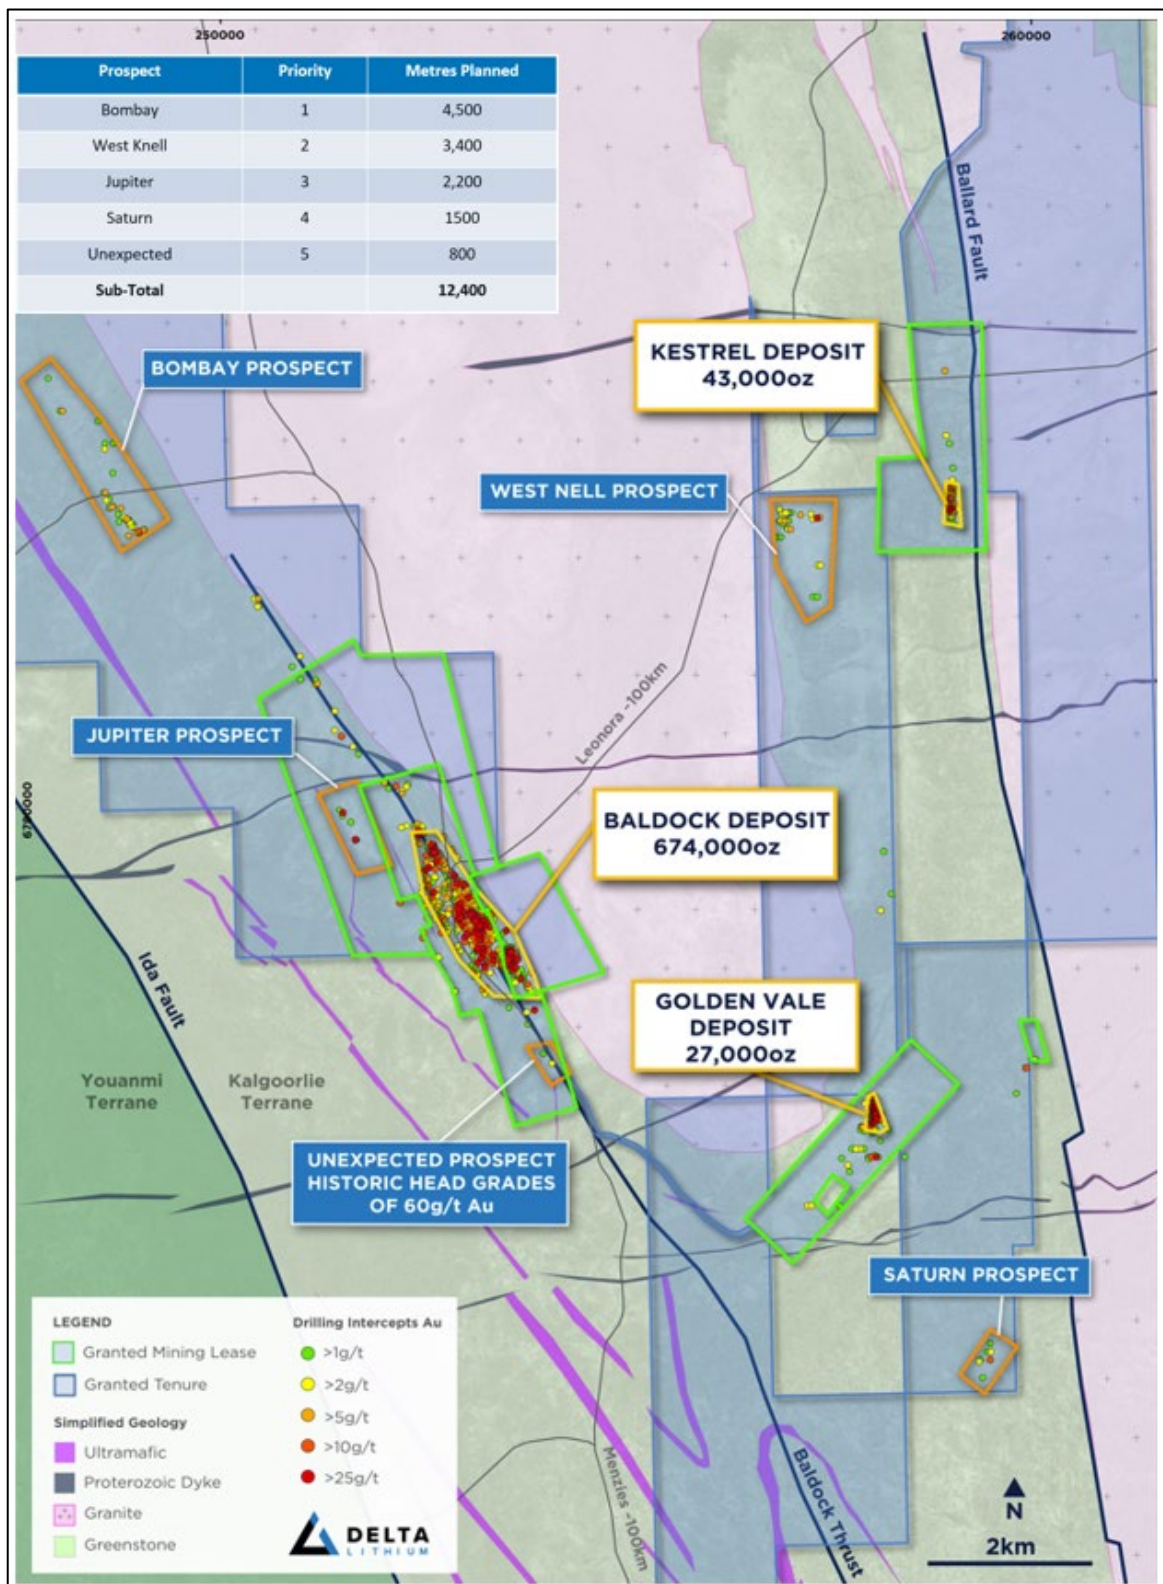 250000
260000
Prospect Priority Metres Planned
Bombay 1 4,500
West Knell 2 3,400
Jupiter 3 2,200
Saturn 4 1500
Unexpected 5 800
Sub-Total 12,400
Ballard Fault
BOMBAY PROSPECT
KESTREL DEPOSIT
43,000oz
WEST NELL PROSPECT
Leonora ~100km
JUPITER PROSPECT
BALDOCK DEPOSIT
674,000oz
Ida Fault
GOLDEN VALE
DEPOSIT
27,000oz
Youanmi
Terrane
Kalgoorlie
Terrane
UNEXPECTED PROSPECT
HISTORIC HEAD GRADES
OF 60g/t Au
SATURN PROSPECT
LEGEND
Granted Mining Lease
Granted Tenure
Simplified Geology
Ultramafic
Proterozoic Dyke
Granite
Greenstone
Drilling Intercepts Au
>1g/t
>2g/t
>5g/t
>10g/t
>25g/t
DELTA
LITHIUM
Menzies ~100km
Baldock Thrust
N
2km